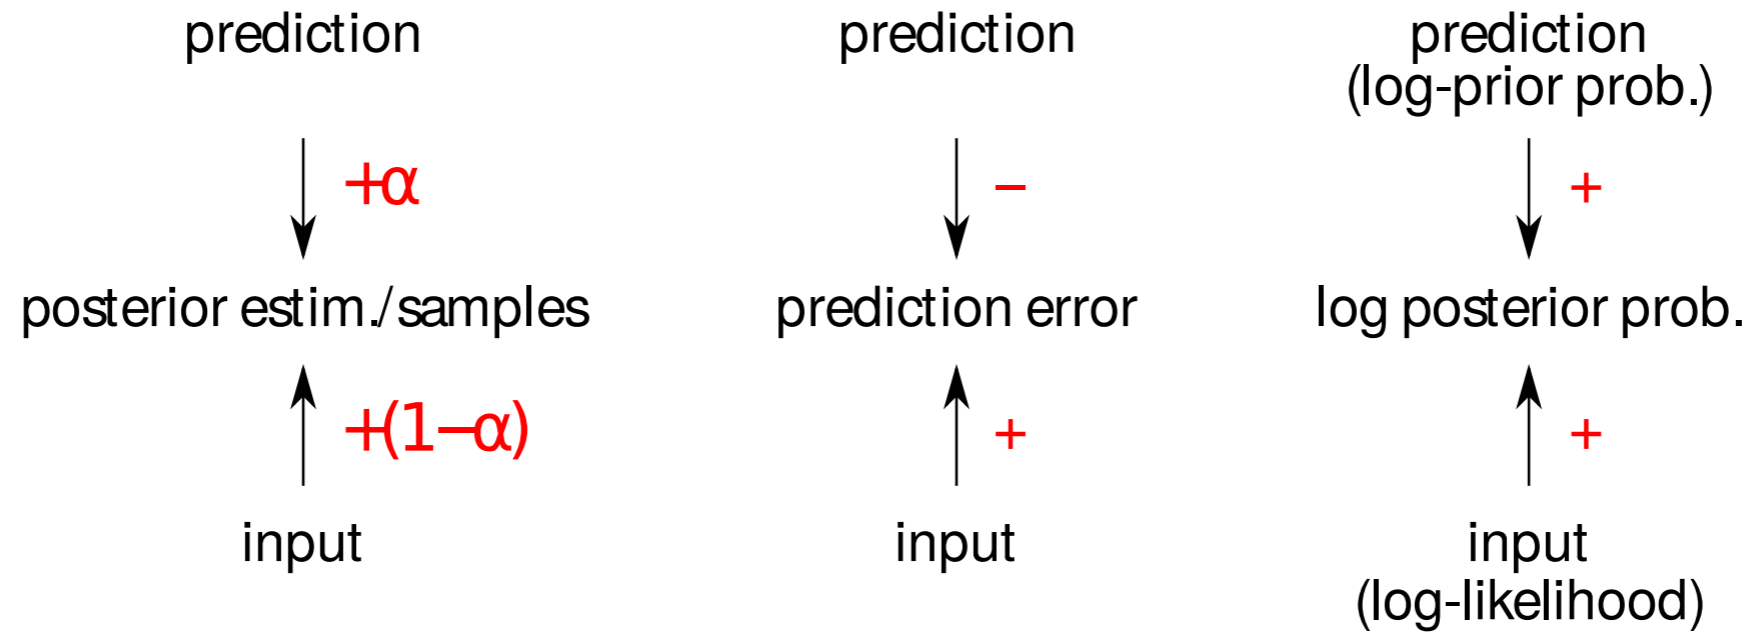 prediction
+α
posterior estim./samples
+(1−α)
input
prediction
−
prediction error
+
input
prediction
(log-prior prob.)
+
log posterior prob.
+
input
(log-likelihood)